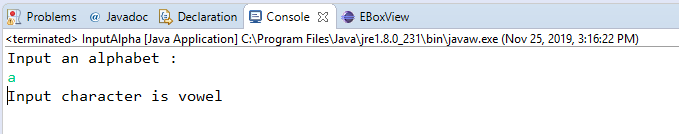 Problems @ Javadoc Declaration Console EBoxView
<terminated> InputAlpha [Java Application] C:\Program Files\Java\jre1.8.0_231\bin\javaw.exe (Nov 25, 2019, 3:16:22 PM)
Input an alphabet :
a
Input character is vowel